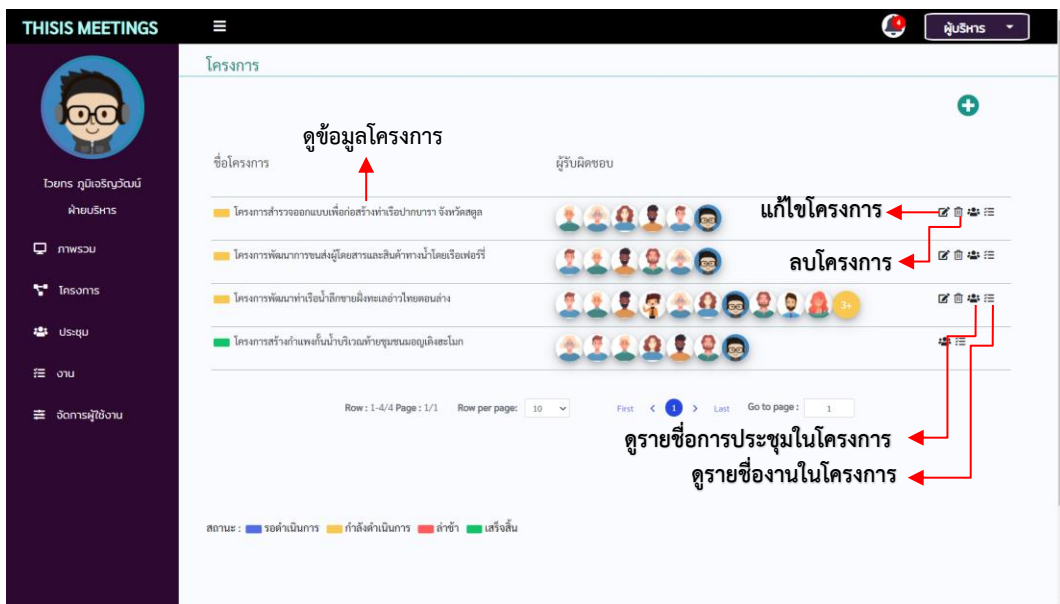 THISIS MEETINGS
4
ผู้บริหาร
โครงการ
ดูข้อมูลโครงการ
ชื่อโครงการ
ผู้รับผิดชอบ
ไวยกร ภูมิเจริญวัฒน์
ฝ่ายบริหาร
ภาพรวม
โครงการ
ประชุม
งาน
จัดการผู้ใช้งาน
โครงการสำรวจออกแบบเพื่อก่อสร้างท่าเรือปากบารา จังหวัดสตูล
แก้ไขโครงการ
โครงการพัฒนาการขนส่งผู้โดยสารและสินค้าทางน้ำโดยเรือเฟอร์รี่
ลบโครงการ
โครงการพัฒนาท่าเรือน้ำลึกชายฝั่งทะเลอ่าวไทยตอนล่าง
3+
โครงการสร้างกำแพงกั้นน้ำบริเวณท้ายชุมชนมอญเคิงฮะโมก
Row : 1-4/4 Page : 1/1 Row per page: 10 First 1 Last Go to page : 1
ดูรายชื่อการประชุมในโครงการ
ดูรายชื่องานในโครงการ
สถานะ : รอดำเนินการ กำลังดำเนินการ ล่าช้า เสร็จสิ้น